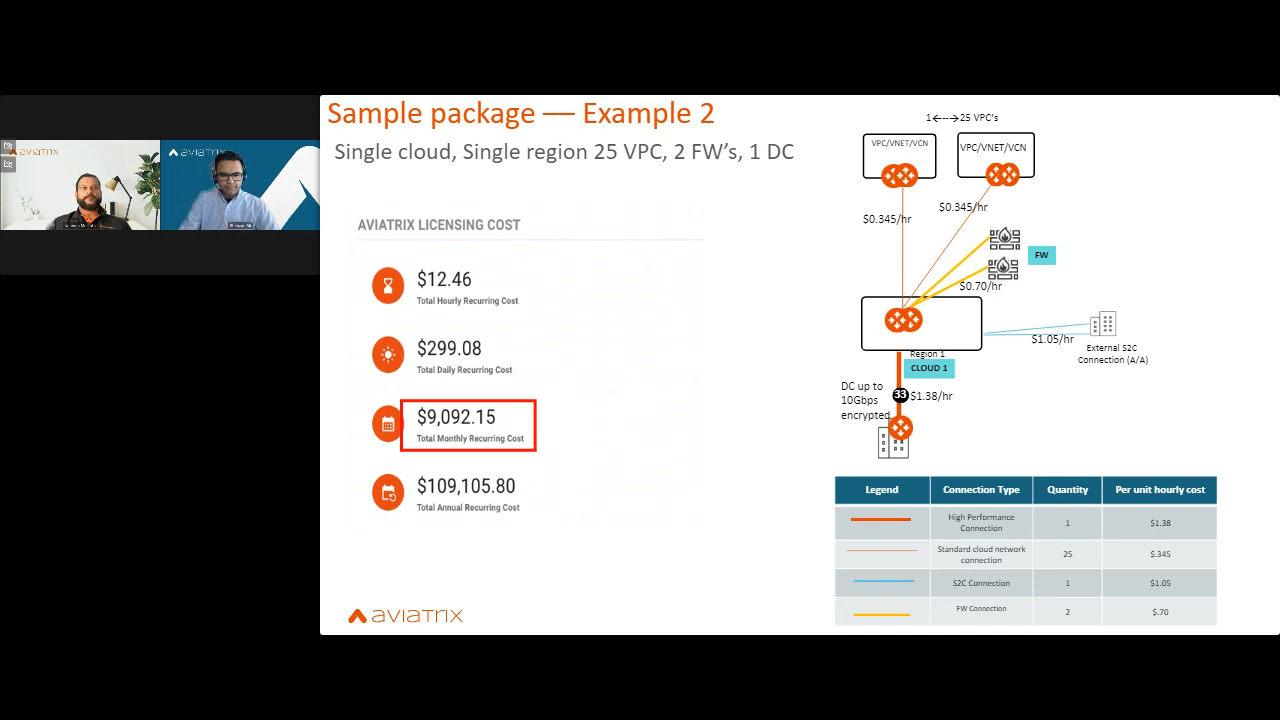 Sample package — Example 2
Single cloud, Single region 25 VPC, 2 FW's, 1 DC
AVIATRIX
AVIATRIX
AVIATRIX LICENSING COST
$12.46
Total Hourly Recurring Cost
$299.08
Total Daily Recurring Cost
$9,092.15
Total Monthly Recurring Cost
$109,105.80
Total Annual Recurring Cost
AVIATRIX
1<--->25 VPC's
VPC/VNET/VCN
VPC/VNET/VCN
$0.345/hr
$0.345/hr
FW
$0.70/hr
$1.05/hr
External S2C
Connection (A/A)
Region 1
CLOUD 1
DC up to
10Gbps
encrypted
33
$1.38/hr
Legend Connection Type Quantity Per unit hourly cost
High Performance
Connection
1 $1.38
Standard cloud network
connection
25 $.345
S2C Connection 1 $1.05
FW Connection 2 $.70